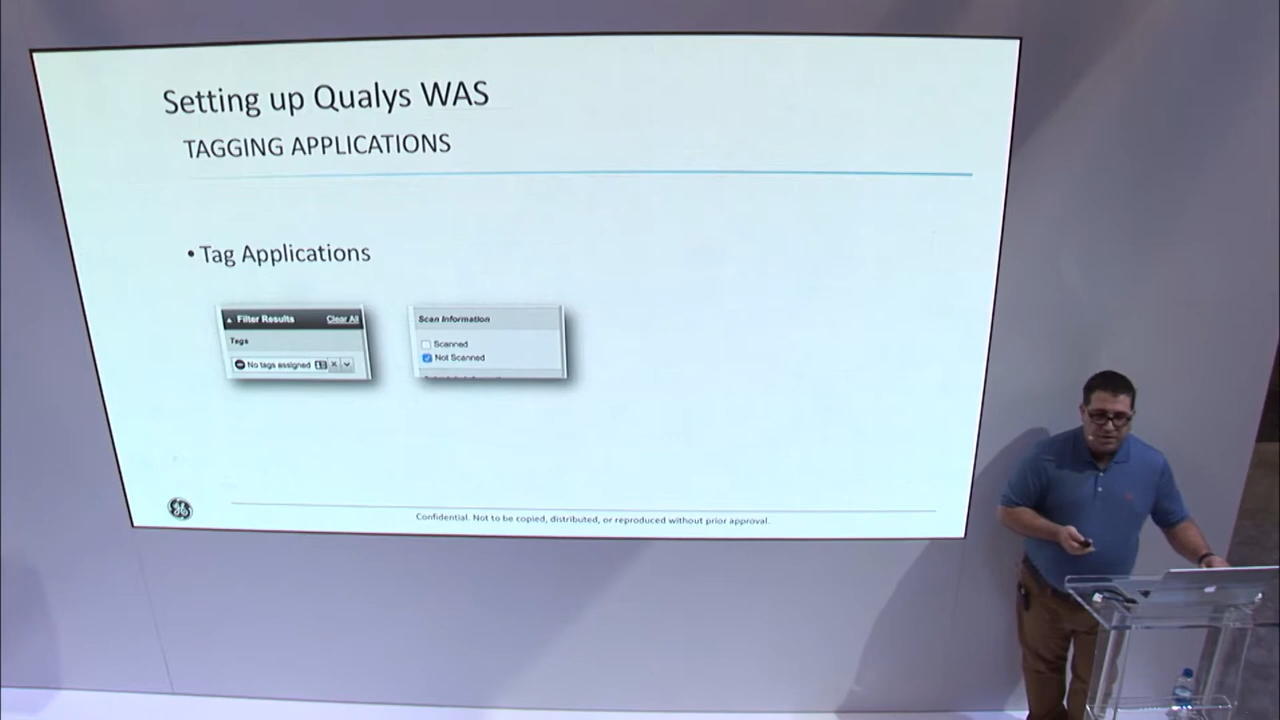 Setting up Qualys WAS
TAGGING APPLICATIONS
• Tag Applications
Filter Results Clear All
Tags
No tags assigned
Scan Information
Scanned
Not Scanned
GE
Confidential. Not to be copied, distributed, or reproduced without prior approval.